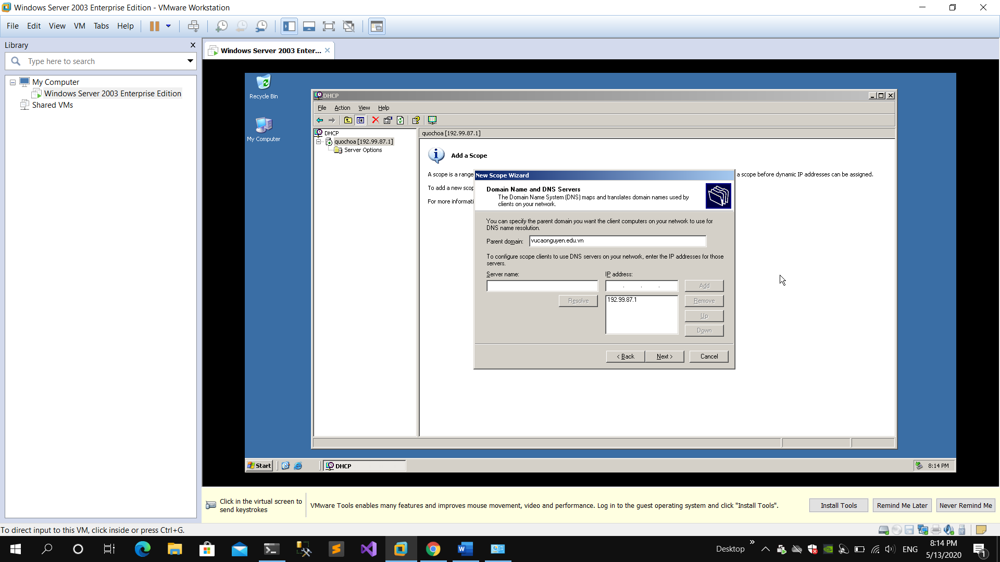 Windows Server 2003 Enterprise Edition - VMware Workstation
File Edit View VM Tabs Help
Library
Type here to search
My Computer
Windows Server 2003 Enterprise Edition
Shared VMs
Windows Server 2003 Enter...
Recycle Bin
My Computer
DHCP
File Action View Help
DHCP
quochoa [192.99.87.1]
Server Options
quochoa [192.99.87.1]
Add a Scope
A scope is a range
a scope before dynamic IP addresses can be assigned.
To add a new scop
For more informati
New Scope Wizard
Domain Name and DNS Servers
The Domain Name System (DNS) maps and translates domain names used by
clients on your network.
You can specify the parent domain you want the client computers on your network to use for
DNS name resolution.
Parent domain: vucaonguyen.edu.vn
To configure scope clients to use DNS servers on your network, enter the IP addresses for those
servers.
Server name: IP address:
Add
Resolve 192.99.87.1 Remove
Up
Down
< Back Next > Cancel
Start DHCP 8:14 PM
Click in the virtual screen to
send keystrokes
VMware Tools enables many features and improves mouse movement, video and performance. Log in to the guest operating system and click "Install Tools".
Install Tools Remind Me Later Never Remind Me
To direct input to this VM, click inside or press Ctrl+G.
Desktop ENG
8:14 PM
5/13/2020
1